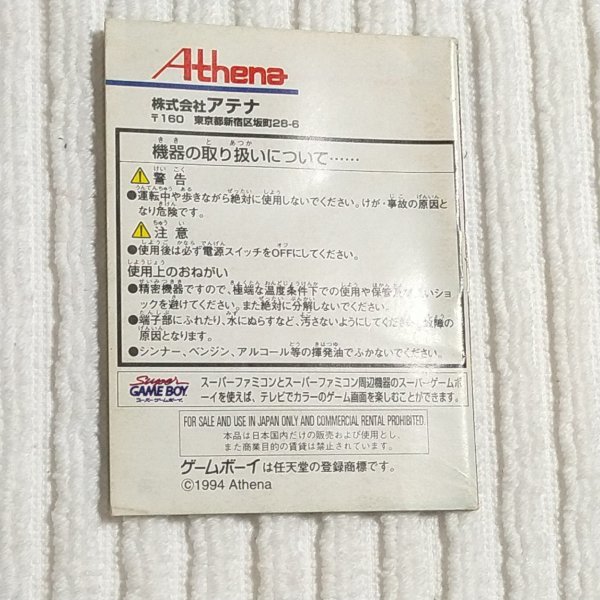 Athena
株式会社アテナ
〒160 東京都新宿区坂町28-6
機器の取り扱いについて……
警告
●運転中や歩きながら絶対に使用しないでください。けが・事故の原因と
なり危険です。
注意
●使用後は必ず電源スイッチをOFFにしてください。
使用上のおねがい
●精密機器ですので、極端な温度条件下での使用や保管 いショ
ックを避けてください。また絶対に分解しないでください。
●端子部にふれたり、水にぬらすなど、汚さないようにしてください。故障の
原因となります。
●シンナー、ベンジン、アルコール等の揮発油でふかないでください。
Super
GAME BOY
スーパーゲームボーイ
スーパーファミコンとスーパーファミコン周辺機器のスーパーゲームボ
ーイを使えば、テレビでカラーのゲーム画面を楽しむことができます。
FOR SALE AND USE IN JAPAN ONLY AND COMMERCIAL RENTAL PROHIBITED.
本品は日本国内だけの販売および使用とし、
また商業目的の賃貸は禁止されています。
ゲームボーイは任天堂の登録商標です。
©1994 Athena